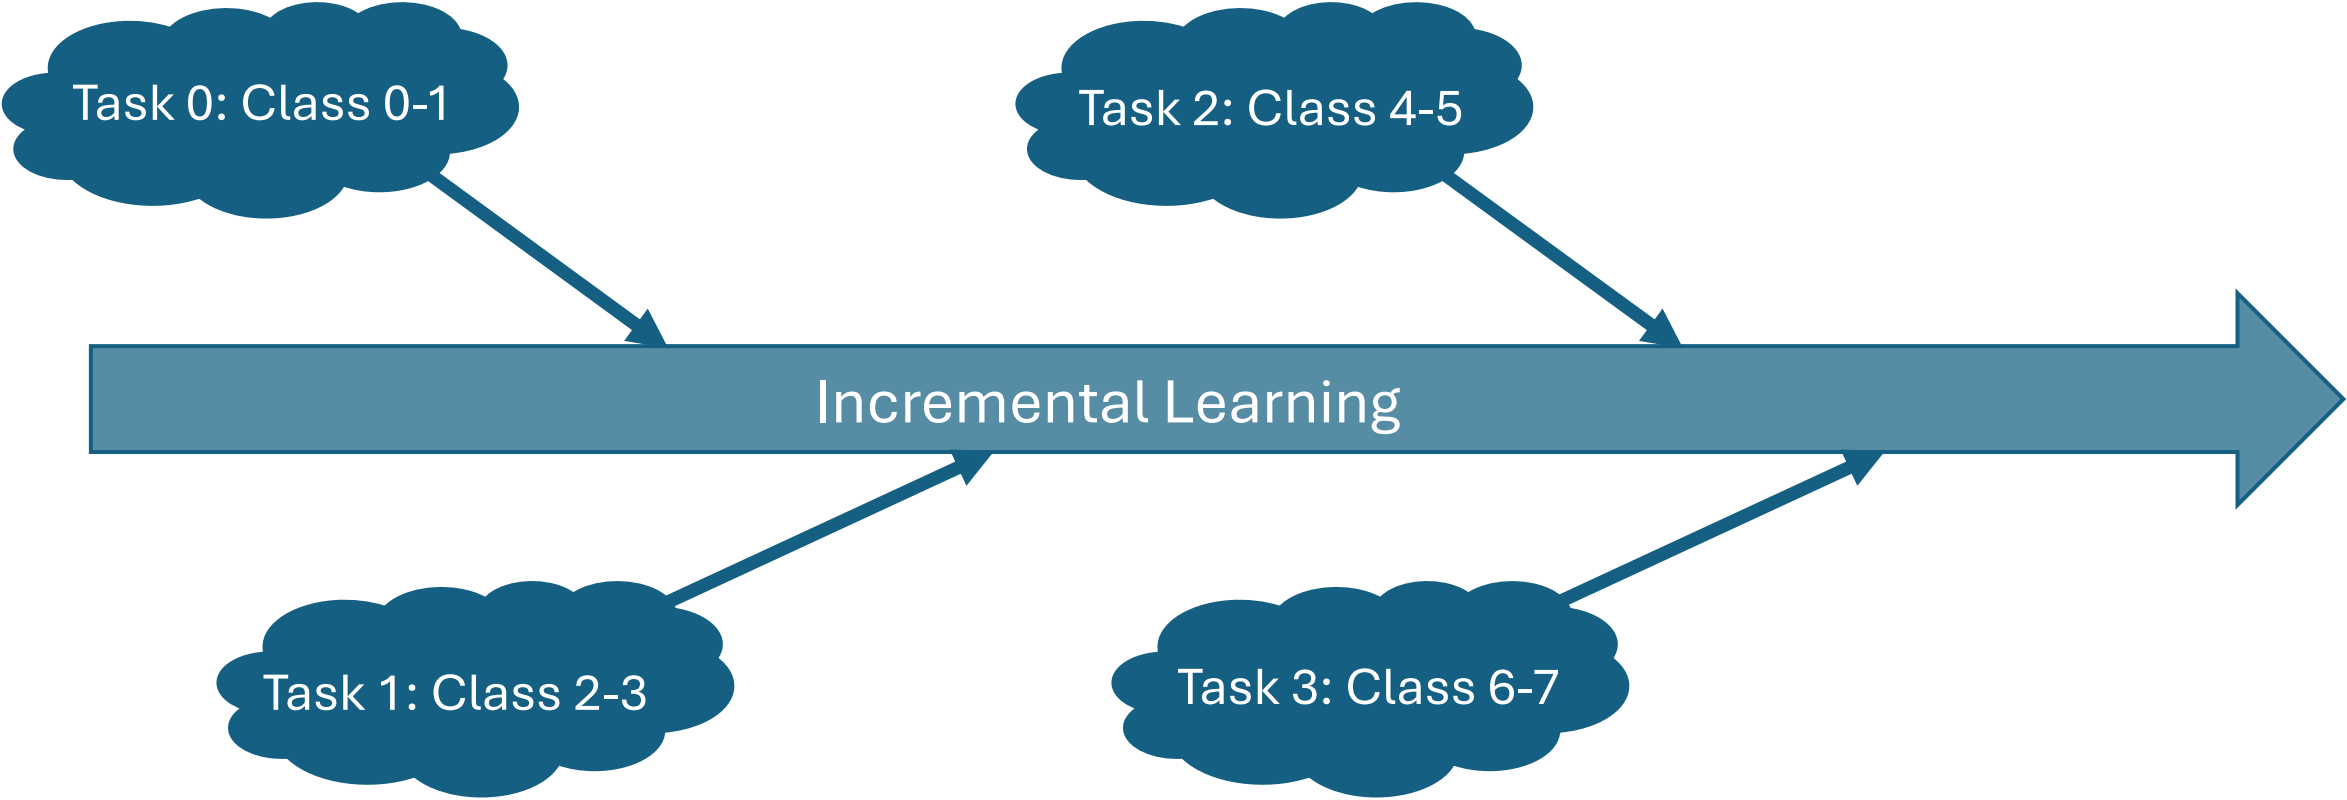 Task 0: Class 0-1
Task 2: Class 4-5
Incremental Learning
Task 1: Class 2-3
Task 3: Class 6-7